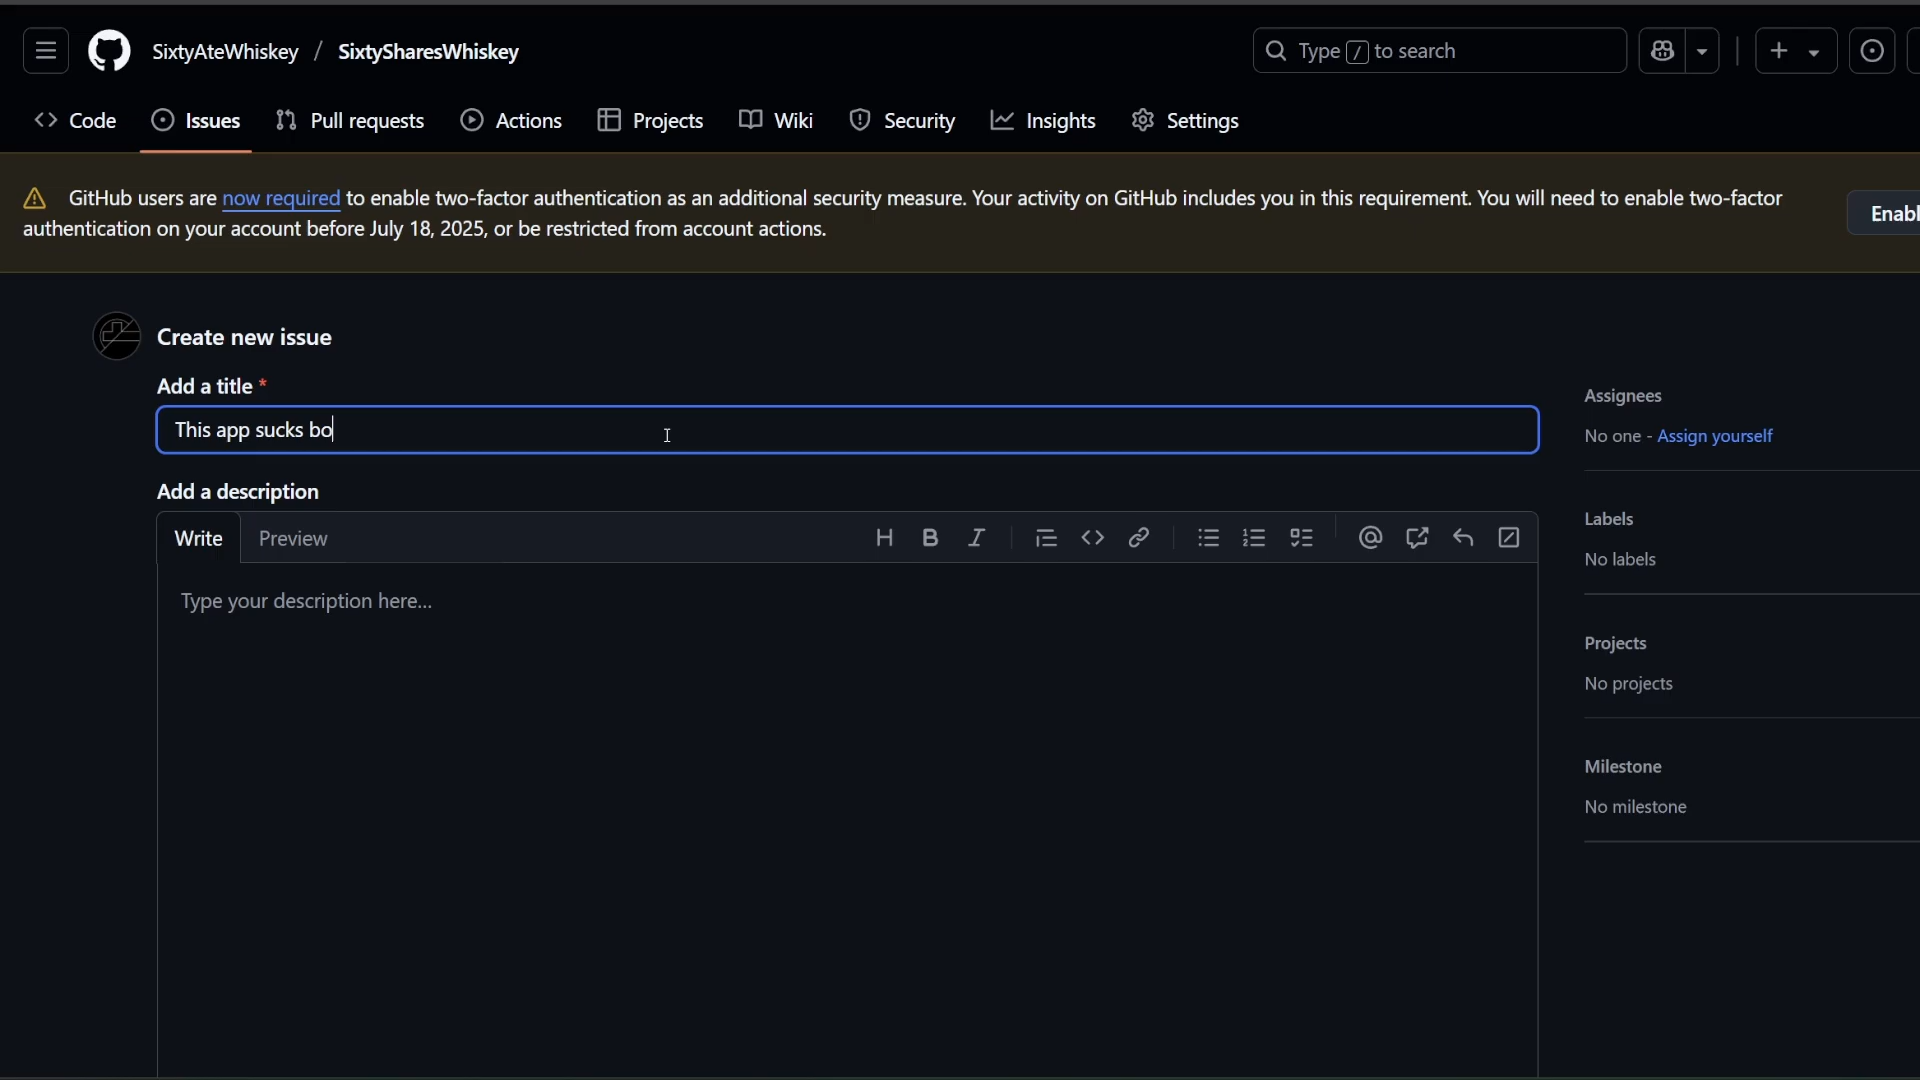 SixtyAteWhiskey / SixtySharesWhiskey
Type / to search
Code Issues Pull requests Actions Projects Wiki Security Insights Settings
GitHub users are now required to enable two-factor authentication as an additional security measure. Your activity on GitHub includes you in this requirement. You will need to enable two-factor
authentication on your account before July 18, 2025, or be restricted from account actions.
Enabl
Create new issue
Add a title *
This app sucks bo
Add a description
Write Preview
Type your description here...
Assignees
No one - Assign yourself
Labels
No labels
Projects
No projects
Milestone
No milestone